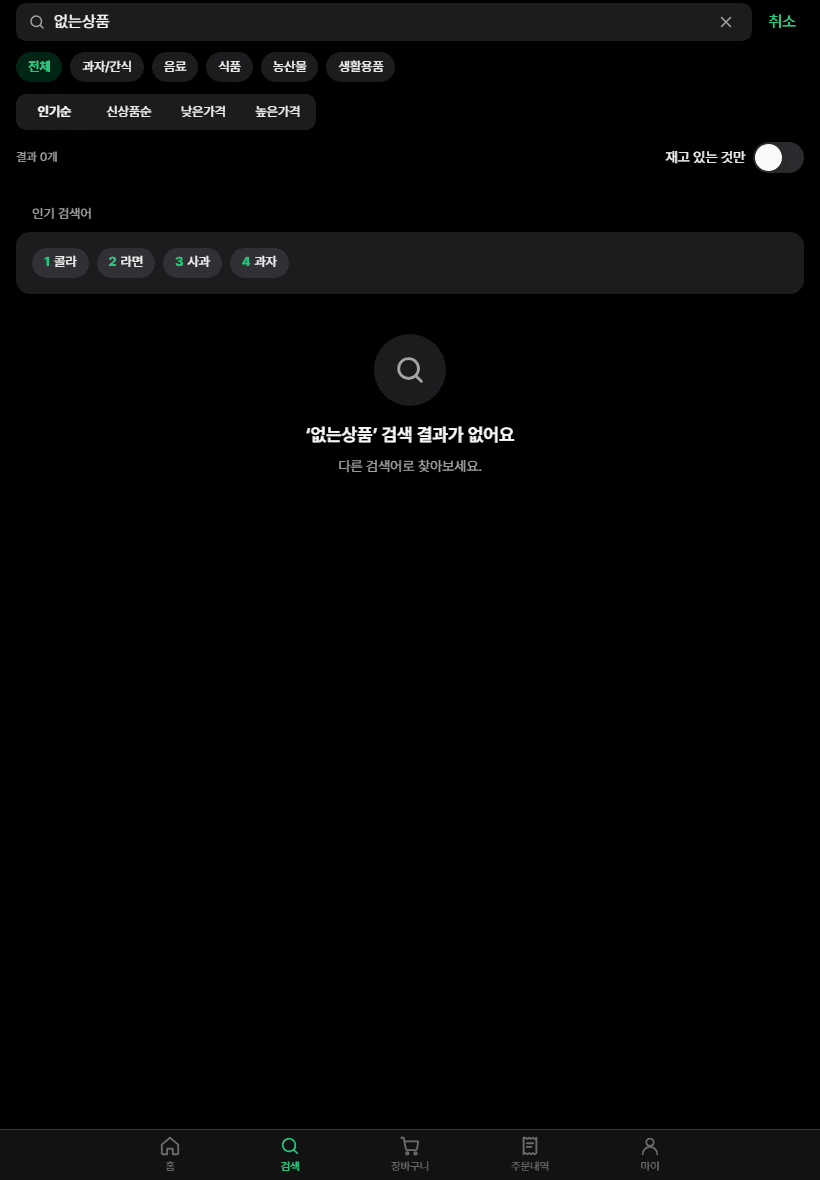 없는상품 취소
전체 과자/간식 음료 식품 농산물 생활용품
인기순 신상품순 낮은가격 높은가격
결과 0개 재고 있는 것만
인기 검색어
1 콜라 2 라면 3 사과 4 과자
‘없는상품’ 검색 결과가 없어요
다른 검색어로 찾아보세요.
홈 검색 장바구니 주문내역 마이